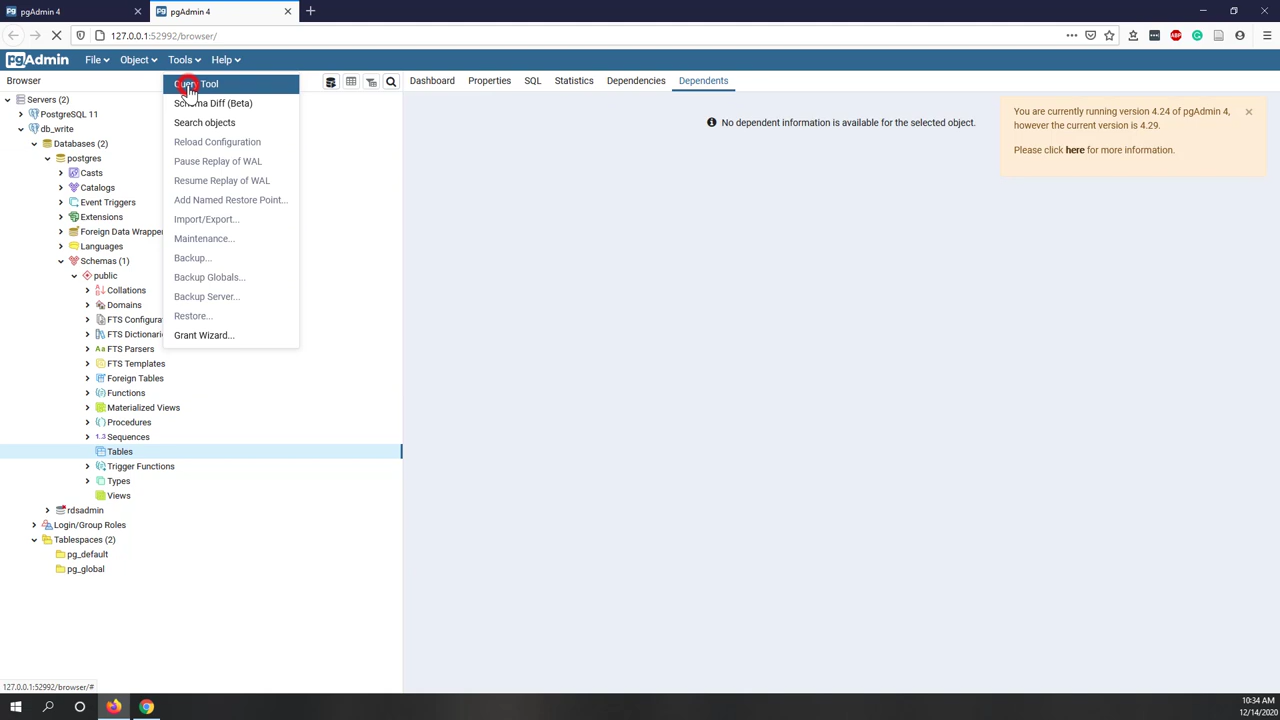 pgAdmin 4
pgAdmin 4
127.0.0.1:52992/browser/
ABP
pgAdmin
File
Object
Tools
Help
Browser
Dashboard
Properties
SQL
Statistics
Dependencies
Dependents
Servers (2)
PostgreSQL 11
db_write
Databases (2)
postgres
Casts
Catalogs
Event Triggers
Extensions
Foreign Data Wrappe
Languages
Schemas (1)
public
Collations
Domains
FTS Configura
FTS Dictionari
FTS Parsers
FTS Templates
Foreign Tables
Functions
Materialized Views
Procedures
Sequences
Tables
Trigger Functions
Types
Views
rdsadmin
Login/Group Roles
Tablespaces (2)
pg_default
pg_global
Tool
Schema Diff (Beta)
Search objects
Reload Configuration
Pause Replay of WAL
Resume Replay of WAL
Add Named Restore Point...
Import/Export...
Maintenance...
Backup...
Backup Globals...
Backup Server...
Restore...
Grant Wizard...
No dependent information is available for the selected object.
You are currently running version 4.24 of pgAdmin 4,
however the current version is 4.29.
Please click here for more information.
127.0.0.1:52992/browser/#
10:34 AM
12/14/2020